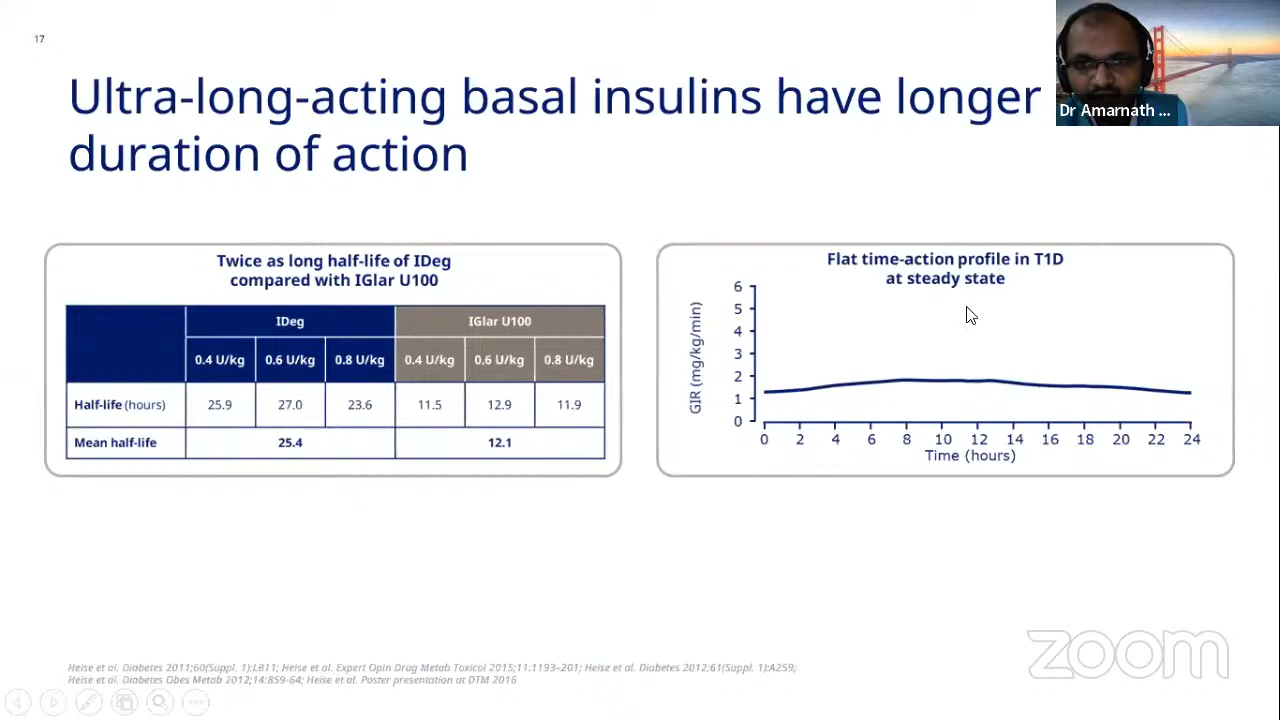 17
Ultra-long-acting basal insulins have longer
duration of action
Dr Amarnath ...
Twice as long half-life of IDeg
compared with IGlar U100
IDeg IGlar U100
0.4 U/kg 0.6 U/kg 0.8 U/kg 0.4 U/kg 0.6 U/kg 0.8 U/kg
Half-life (hours) 25.9 27.0 23.6 11.5 12.9 11.9
Mean half-life 25.4 12.1
Flat time-action profile in T1D
at steady state
GIR (mg/kg/min)
6
5
4
3
2
1
0
0 2 4 6 8 10 12 14 16 18 20 22 24
Time (hours)
zoom
Heise et al. Diabetes 2011;60(Suppl. 1):LB11; Heise et al. Expert Opin Drug Metab Toxicol 2015;11:1193–201; Heise et al. Diabetes 2012;61(Suppl. 1):A259;
Heise et al. Diabetes Obes Metab 2012;14:859-64; Heise et al. Poster presentation at DTM 2016